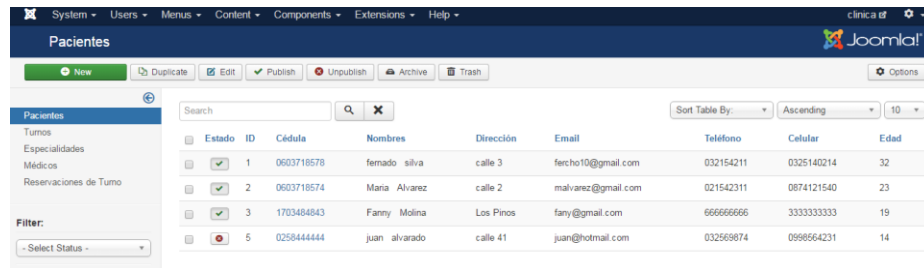 System Users Menus Content Components Extensions Help clinica
Pacientes Joomla!
New Duplicate Edit Publish Unpublish Archive Trash Options
Pacientes
Turnos
Especialidades
Médicos
Reservaciones de Turno
Filter:
- Select Status -
Search Sort Table By: Ascending 10
Estado ID Cédula Nombres Dirección Email Teléfono Celular Edad
1 0603718578 fernado silva calle 3 fercho10@gmail.com 032154211 0325140214 32
2 0603718574 Maria Alvarez calle 2 malvarez@gmail.com 021542311 0874121540 23
3 1703484843 Fanny Molina Los Pinos fany@gmail.com 666666666 3333333333 19
5 0258444444 juan alvarado calle 41 juan@hotmail.com 032569874 0998564231 14